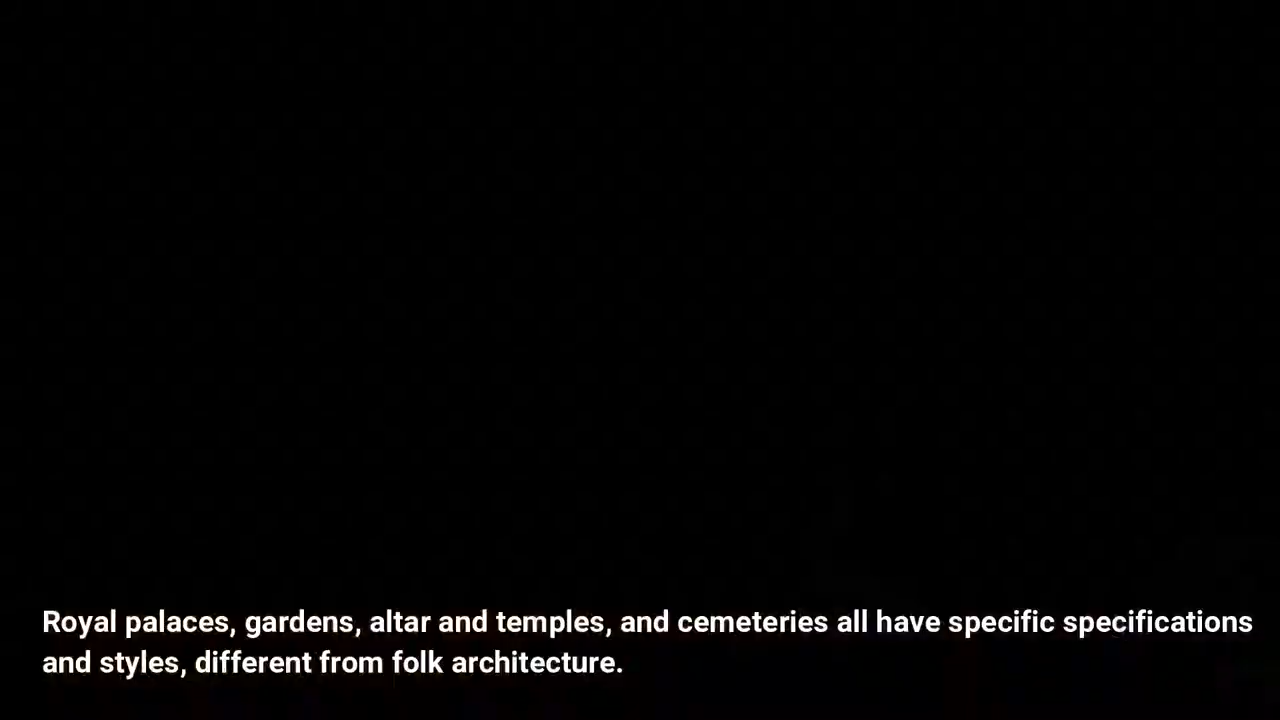 Royal palaces, gardens, altar and temples, and cemeteries all have specific specifications
and styles, different from folk architecture.